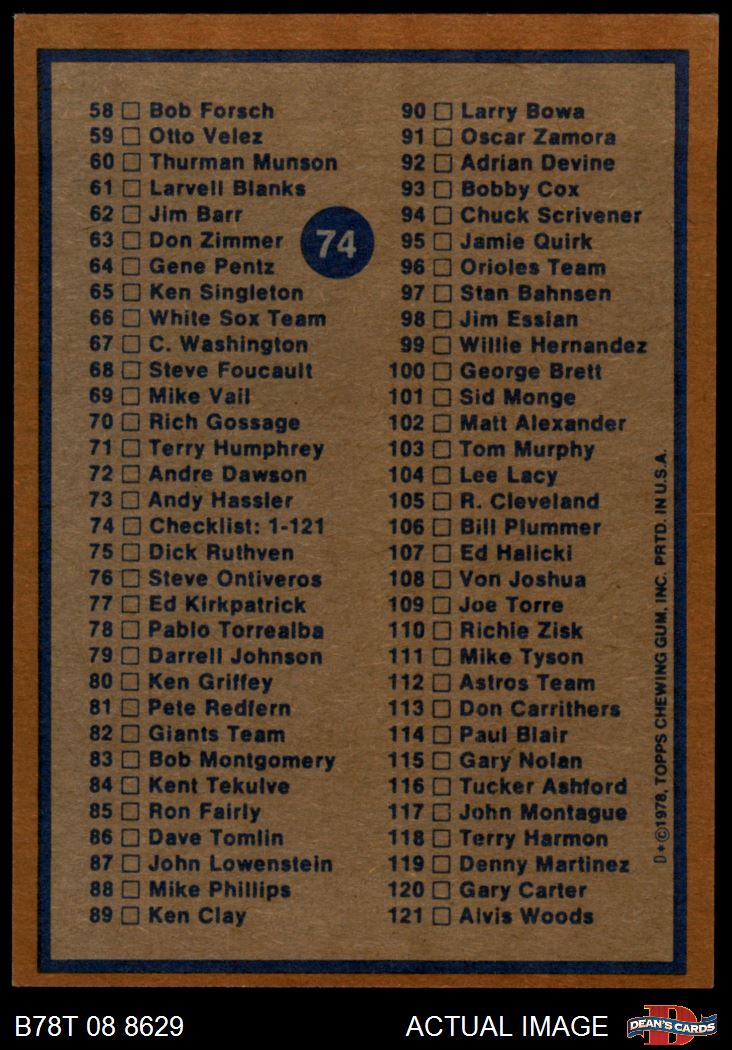 58 Bob Forsch
59 Otto Velez
60 Thurman Munson
61 Larvell Blanks
62 Jim Barr
63 Don Zimmer
64 Gene Pentz
65 Ken Singleton
66 White Sox Team
67 C. Washington
68 Steve Foucault
69 Mike Vail
70 Rich Gossage
71 Terry Humphrey
72 Andre Dawson
73 Andy Hassler
74 Checklist: 1-121
75 Dick Ruthven
76 Steve Ontiveros
77 Ed Kirkpatrick
78 Pablo Torrealba
79 Darrell Johnson
80 Ken Griffey
81 Pete Redfern
82 Giants Team
83 Bob Montgomery
84 Kent Tekulve
85 Ron Fairly
86 Dave Tomlin
87 John Lowenstein
88 Mike Phillips
89 Ken Clay
74
90 Larry Bowa
91 Oscar Zamora
92 Adrian Devine
93 Bobby Cox
94 Chuck Scrivener
95 Jamie Quirk
96 Orioles Team
97 Stan Bahnsen
98 Jim Essian
99 Willie Hernandez
100 George Brett
101 Sid Monge
102 Matt Alexander
103 Tom Murphy
104 Lee Lacy
105 R. Cleveland
106 Bill Plummer
107 Ed Halicki
108 Von Joshua
109 Joe Torre
110 Richie Zisk
111 Mike Tyson
112 Astros Team
113 Don Carrithers
114 Paul Blair
115 Gary Nolan
116 Tucker Ashford
117 John Montague
118 Terry Harmon
119 Denny Martinez
120 Gary Carter
121 Alvis Woods
D*©1978, TOPPS CHEWING GUM, INC. PRTD. IN U.S.A.
B78T 08 8629
ACTUAL IMAGE
DEAN'S CARDS